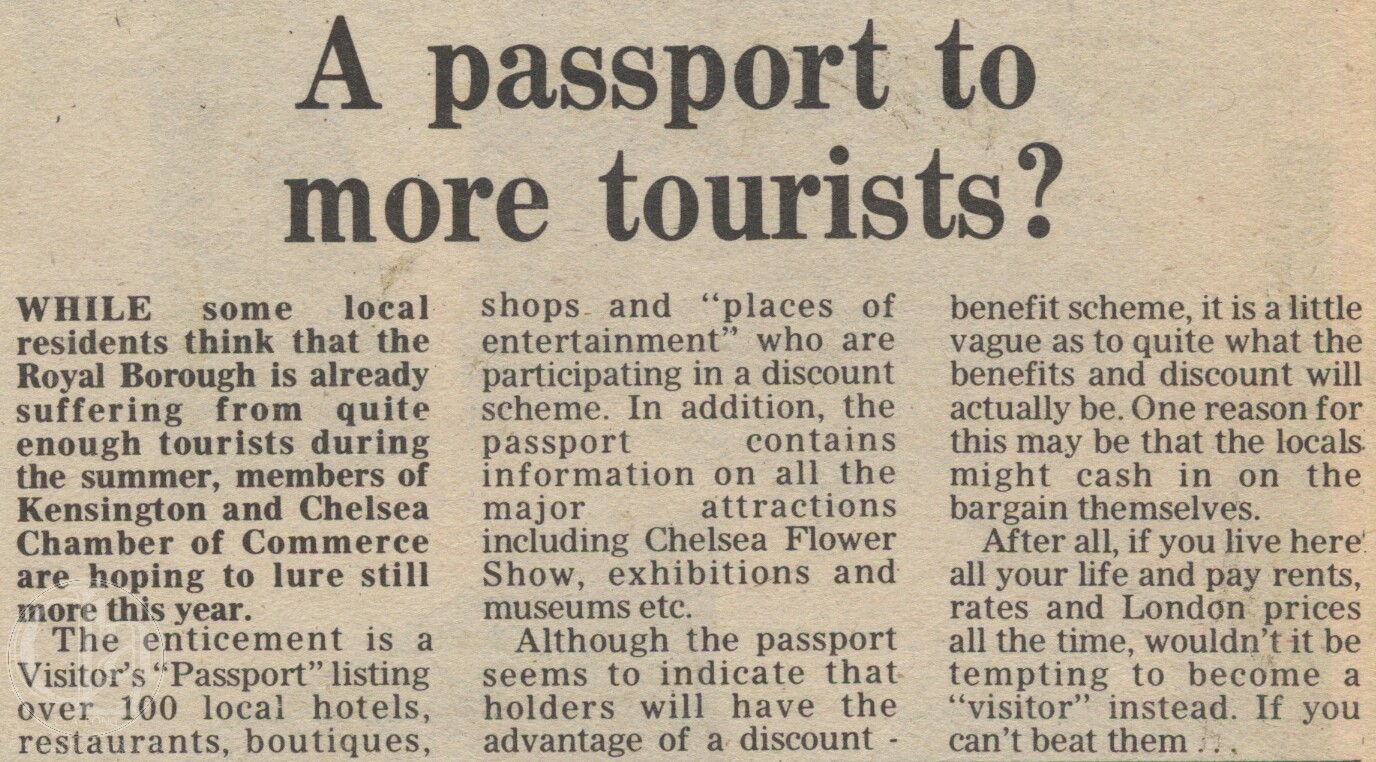 A passport to
more tourists?
WHILE some local
residents think that the
Royal Borough is already
suffering from quite
enough tourists during
the summer, members of
Kensington and Chelsea
Chamber of Commerce
are hoping to lure still
more this year.
The enticement is a
Visitor's “Passport” listing
over 100 local hotels,
restaurants, boutiques,
shops and “places of
entertainment” who are
participating in a discount
scheme. In addition, the
passport contains
information on all the
major attractions
including Chelsea Flower
Show, exhibitions and
museums etc.
Although the passport
seems to indicate that
holders will have the
advantage of a discount -
benefit scheme, it is a little
vague as to quite what the
benefits and discount will
actually be. One reason for
this may be that the locals
might cash in on the
bargain themselves.
After all, if you live here
all your life and pay rents,
rates and London prices
all the time, wouldn't it be
tempting to become a
“visitor” instead. If you
can't beat them ...